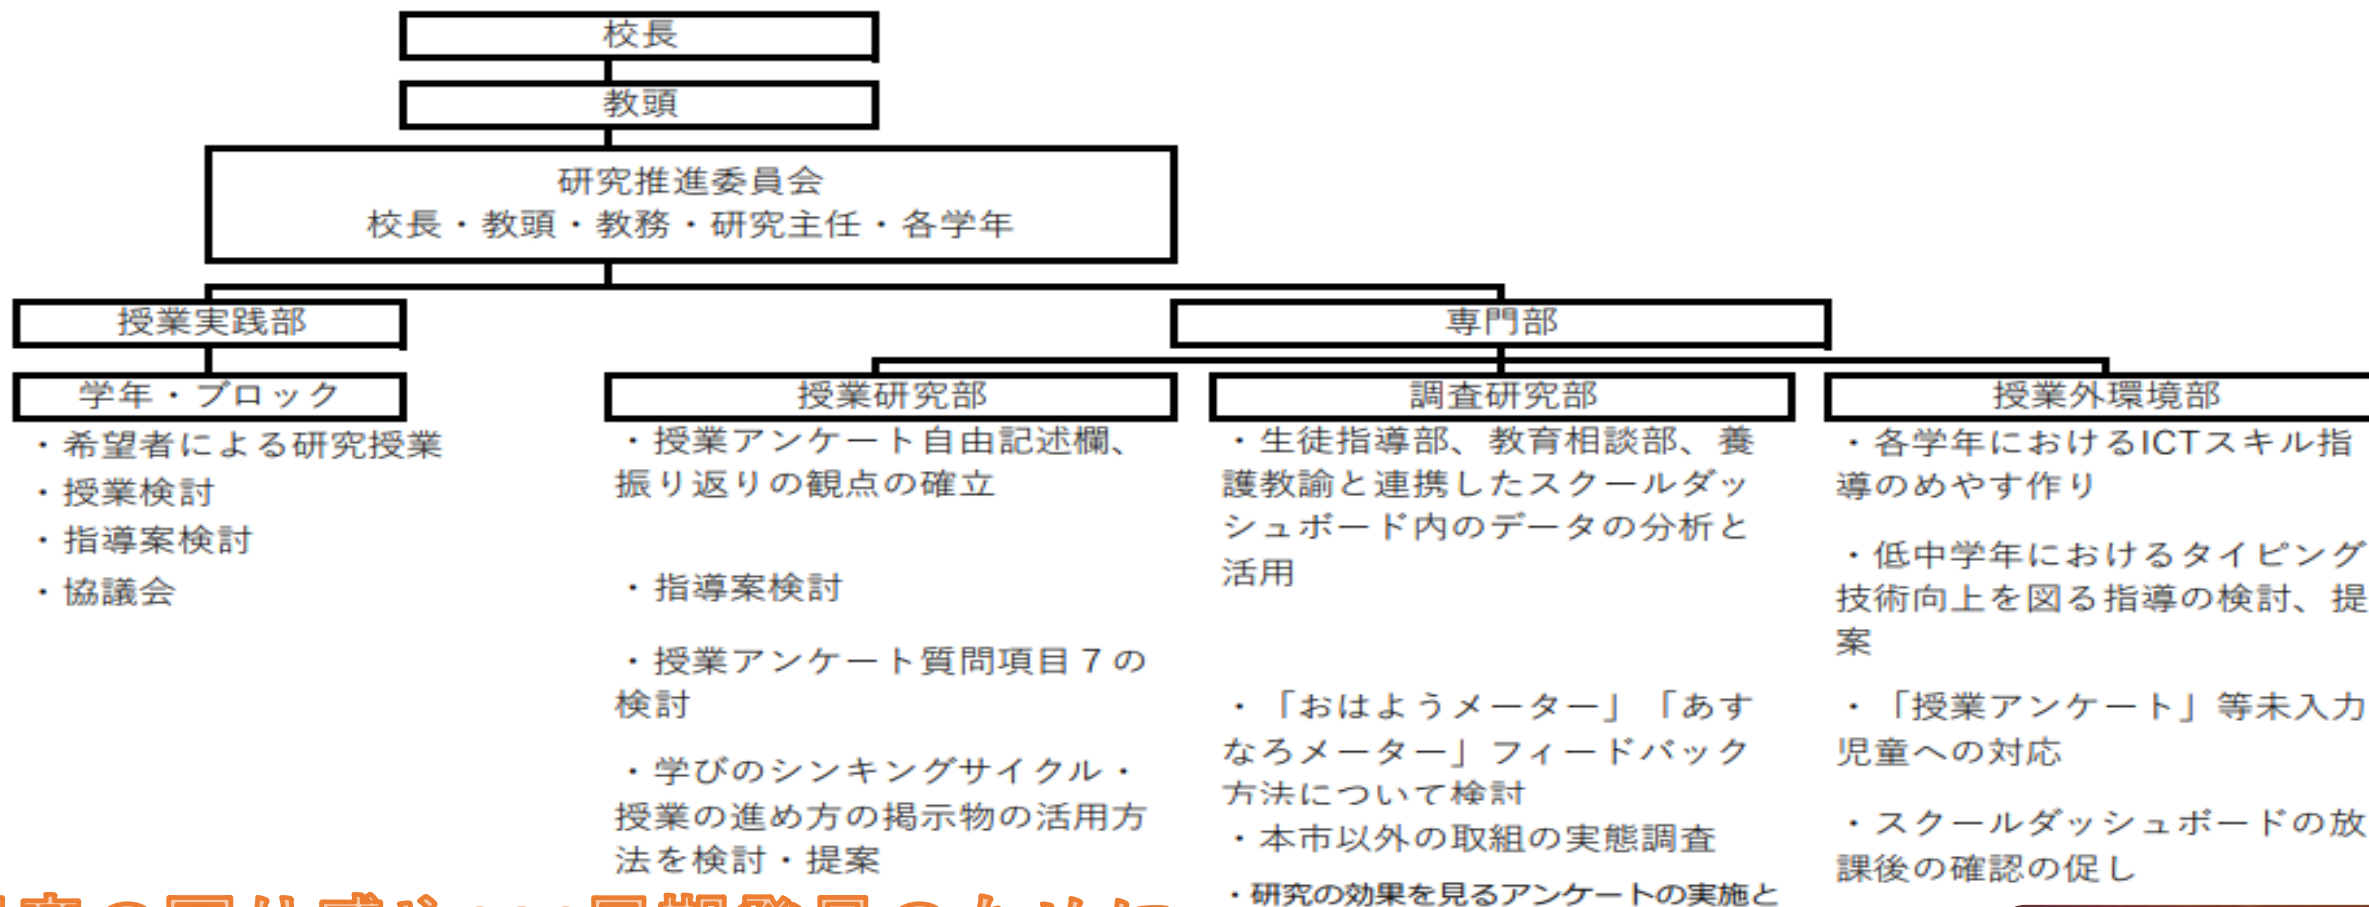 校長
教頭
研究推進委員会
校長・教頭・教務・研究主任・各学年
授業実践部
専門部
学年・ブロック
・希望者による研究授業
・授業検討
・指導案検討
・協議会
授業研究部
・授業アンケート自由記述欄、
振り返りの観点の確立
・指導案検討
・授業アンケート質問項目７の
検討
・学びのシンキングサイクル・
授業の進め方の掲示物の活用方
法を検討・提案
調査研究部
・生徒指導部、教育相談部、養
護教諭と連携したスクールダッ
シュボード内のデータの分析と
活用
・「おはようメーター」「あす
なろメーター」フィードバック
方法について検討
・本市以外の取組の実態調査
・研究の効果を見るアンケートの実施と
授業外環境部
・各学年におけるICTスキル指
導のめやす作り
・低中学年におけるタイピング
技術向上を図る指導の検討、提
案
・「授業アンケート」等未入力
児童への対応
・スクールダッシュボードの放
課後の確認の促し
のために